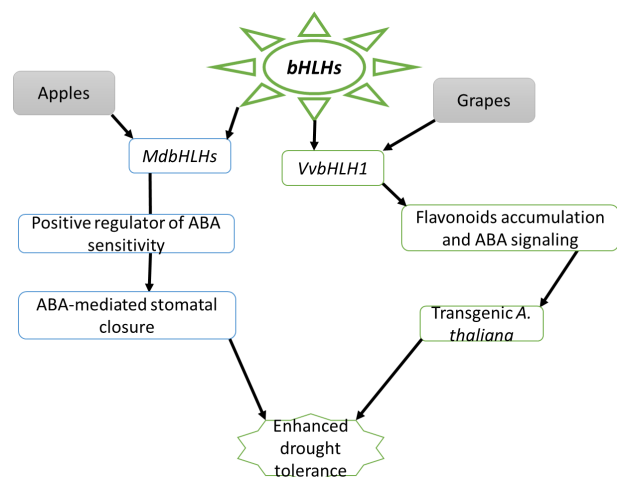 bHLHs
Apples
Grapes
MdbHLHs
VvbHLH1
Positive regulator of ABA
sensitivity
Flavonoids accumulation
and ABA signaling
ABA-mediated stomatal
closure
Transgenic A.
thaliana
Enhanced
drought
tolerance